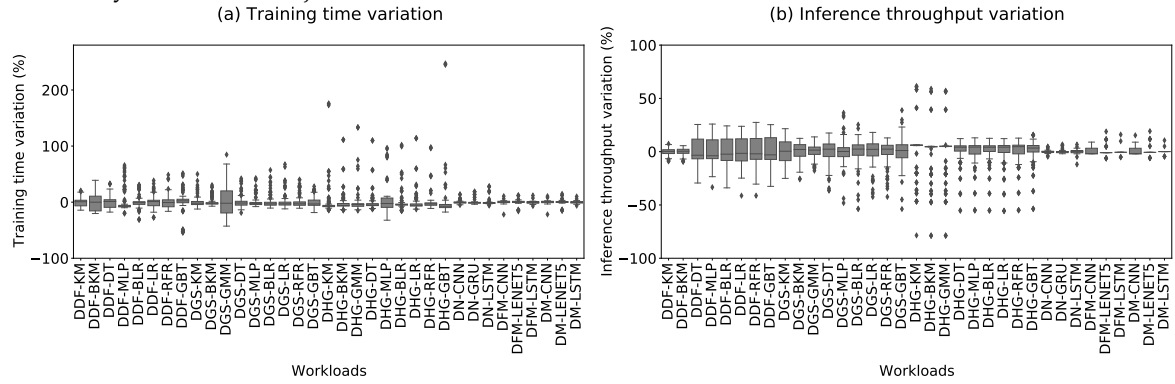 (a) Training time variation
Training time variation (%)
200
100
0
−100
DDF-KM
DDF-BKM
DDF-DT
DDF-MLP
DDF-BLR
DDF-LR
DDF-RFR
DDF-GBT
DGS-KM
DGS-BKM
DGS-GMM
DGS-DT
DGS-MLP
DGS-BLR
DGS-LR
DGS-RFR
DGS-GBT
DHG-KM
DHG-BKM
DHG-GMM
DHG-DT
DHG-MLP
DHG-BLR
DHG-LR
DHG-RFR
DHG-GBT
DN-CNN
DN-GRU
DN-LSTM
DFM-CNN
DFM-LENET5
DFM-LSTM
DM-CNN
DM-LENET5
DM-LSTM
Workloads
(b) Inference throughput variation
Inference throughput variation (%)
100
50
0
−50
−100
DDF-KM
DDF-BKM
DDF-DT
DDF-MLP
DDF-BLR
DDF-LR
DDF-RFR
DDF-GBT
DGS-KM
DGS-BKM
DGS-GMM
DGS-DT
DGS-MLP
DGS-BLR
DGS-LR
DGS-RFR
DGS-GBT
DHG-KM
DHG-BKM
DHG-GMM
DHG-DT
DHG-MLP
DHG-BLR
DHG-LR
DHG-RFR
DHG-GBT
DN-CNN
DN-GRU
DN-LSTM
DFM-CNN
DFM-LENET5
DFM-LSTM
DM-CNN
DM-LENET5
DM-LSTM
Workloads